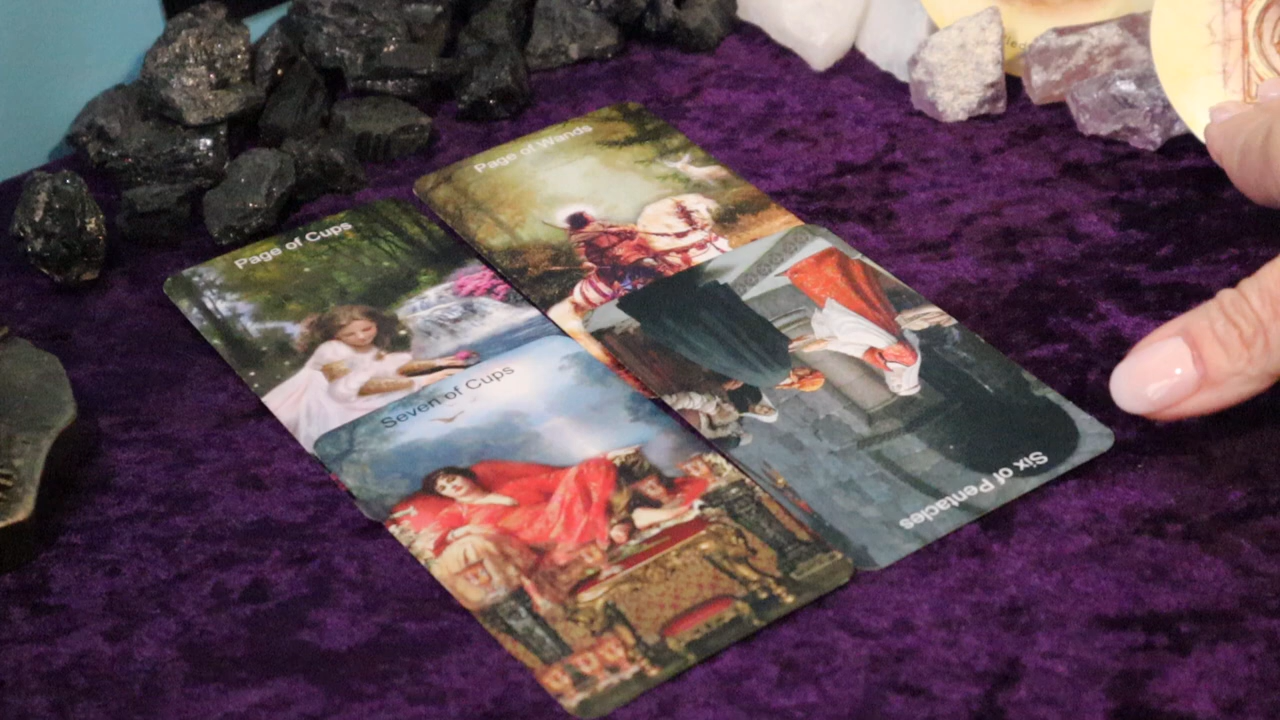 Page of Wands
Page of Cups
Seven of Cups
Six of Pentacles